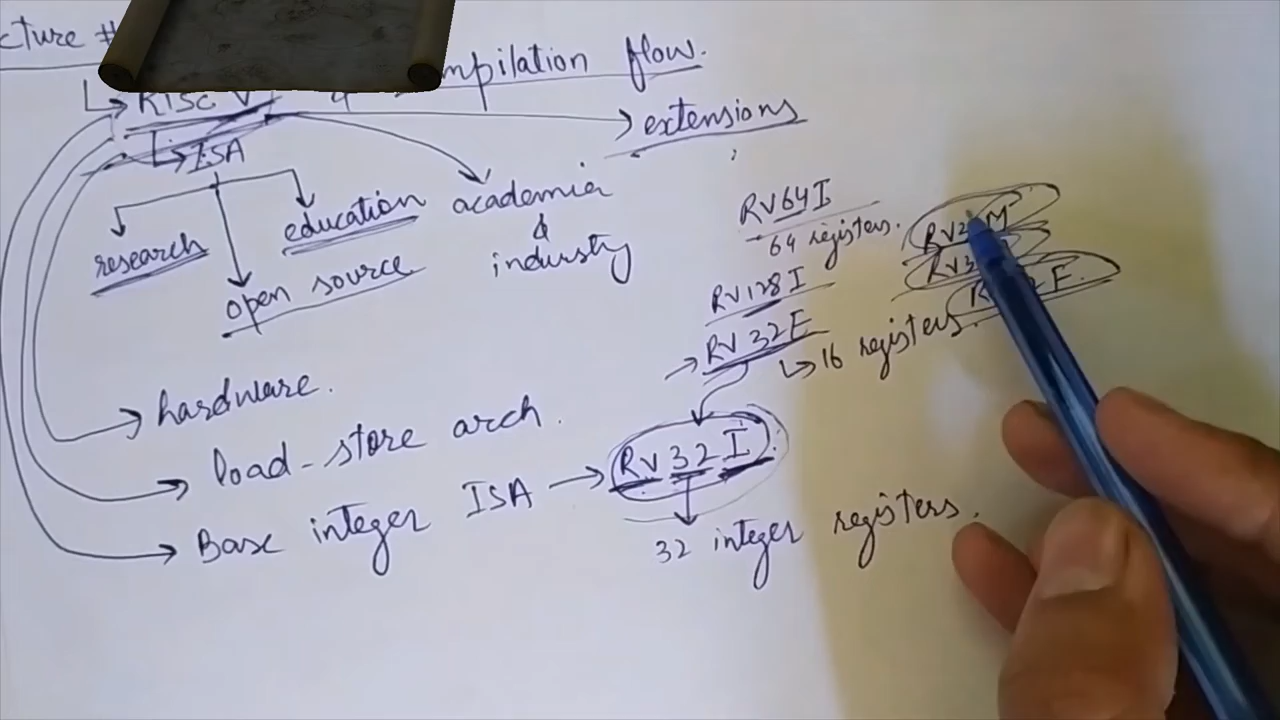 cture #
mpilation flow.
RISC V
extensions
ISA
research
education
open source
academia
&
industry
RV64I
64 registers.
RV128I
RV32E
16 registers.
hardware.
load-store arch.
Base integer ISA
RV32I
32 integer registers.